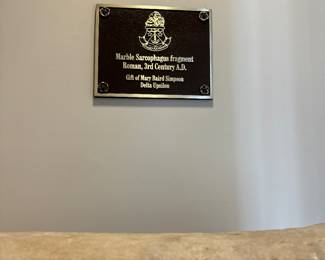 Marble Sarcophagus fragment
Roman, 3rd Century A.D.
Gift of Mary Baird Simpson
Delta Upsilon